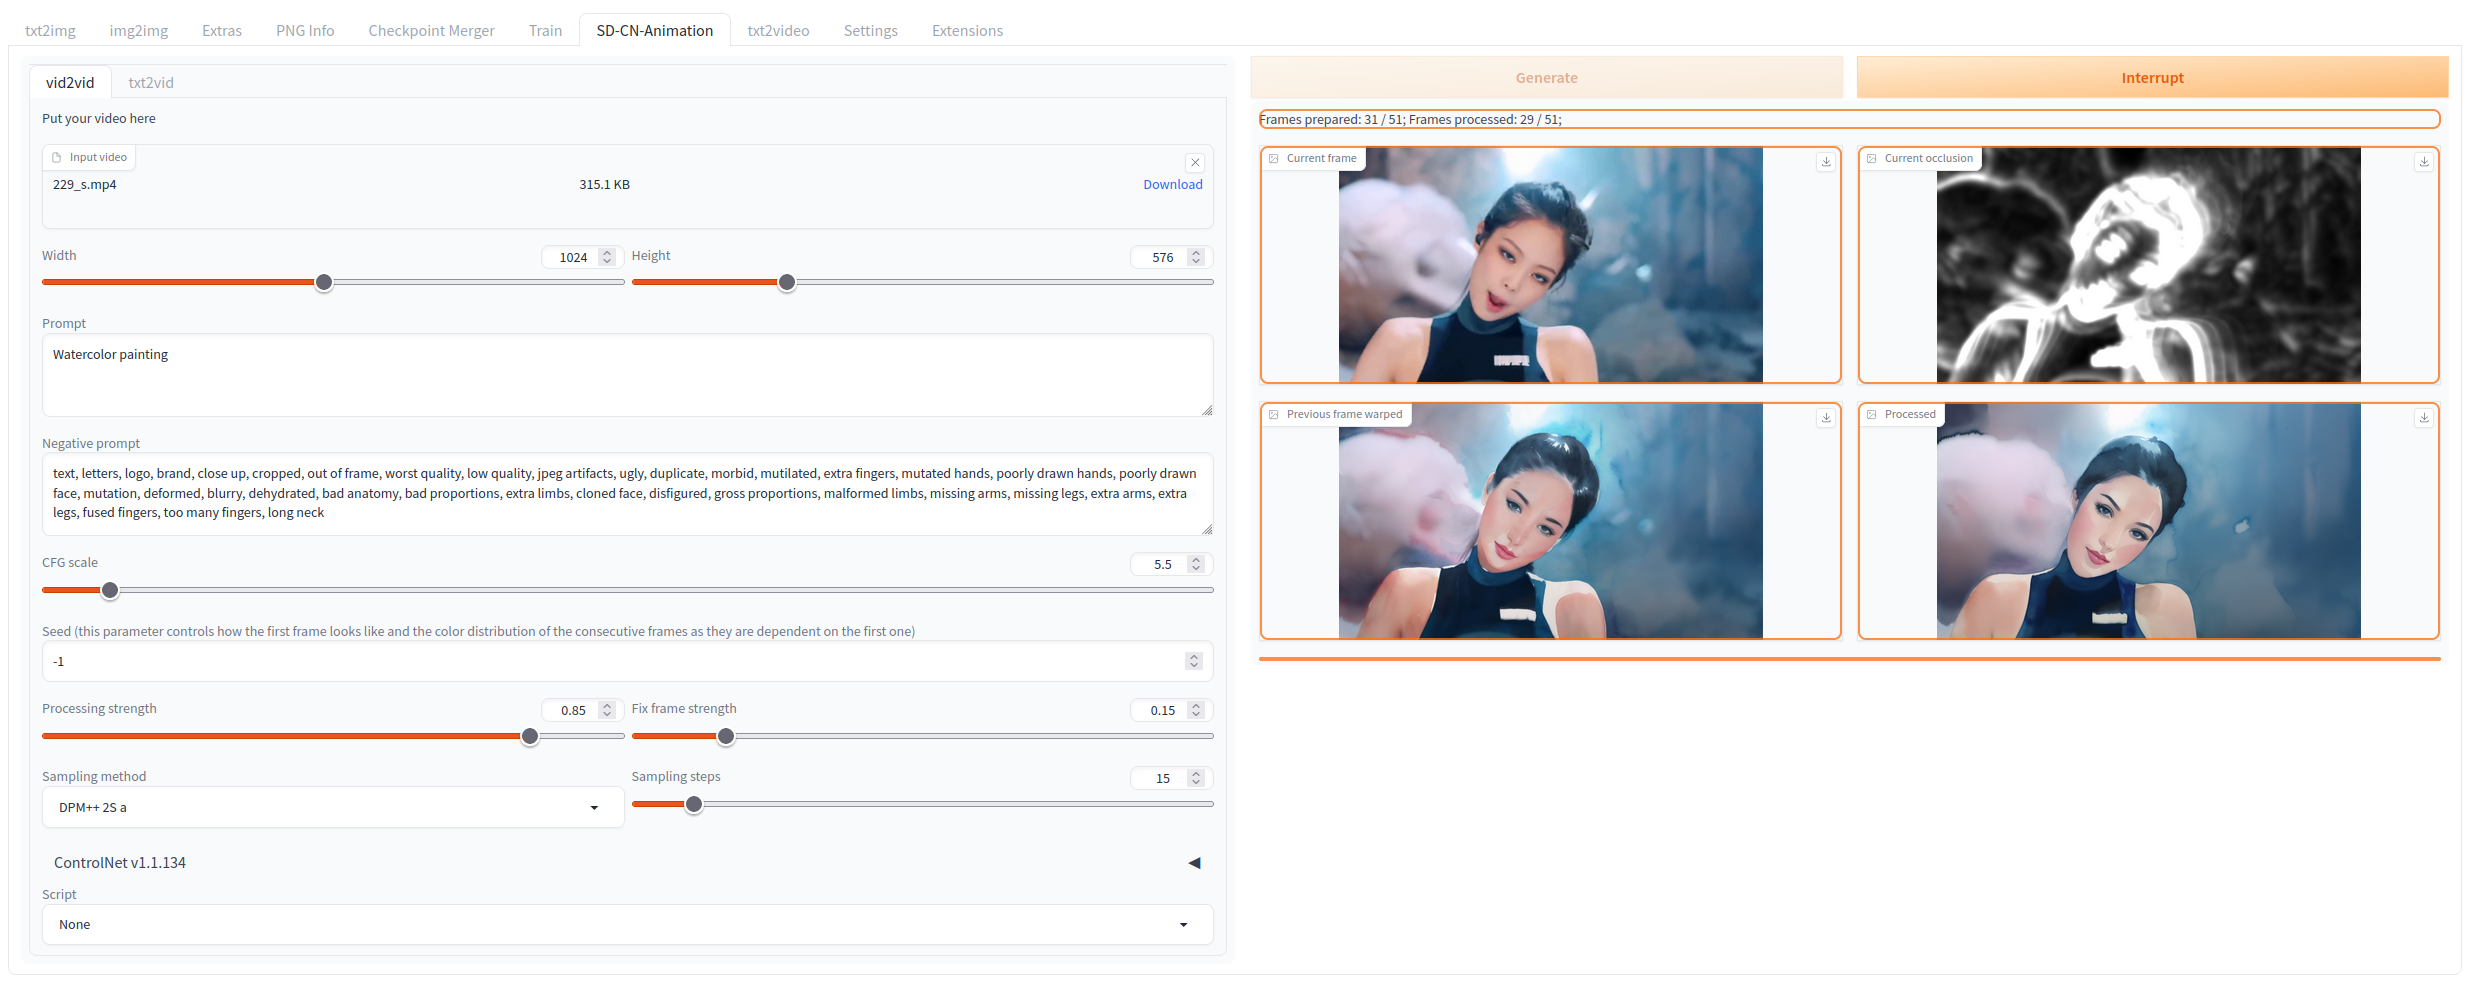 txt2img img2img Extras PNG Info Checkpoint Merger Train SD-CN-Animation txt2video Settings Extensions
vid2vid txt2vid
Put your video here
Input video
229_s.mp4 315.1 KB Download
Width 1024 Height 576
Prompt
Watercolor painting
Negative prompt
text, letters, logo, brand, close up, cropped, out of frame, worst quality, low quality, jpeg artifacts, ugly, duplicate, morbid, mutilated, extra fingers, mutated hands, poorly drawn hands, poorly drawn
face, mutation, deformed, blurry, dehydrated, bad anatomy, bad proportions, extra limbs, cloned face, disfigured, gross proportions, malformed limbs, missing arms, missing legs, extra arms, extra
legs, fused fingers, too many fingers, long neck
CFG scale 5.5
Seed (this parameter controls how the first frame looks like and the color distribution of the consecutive frames as they are dependent on the first one)
-1
Processing strength 0.85 Fix frame strength 0.15
Sampling method Sampling steps 15
DPM++ 2S a
ControlNet v1.1.134
Script
None
Generate Interrupt
Frames prepared: 31 / 51; Frames processed: 29 / 51;
Current frame Current occlusion
Previous frame warped Processed